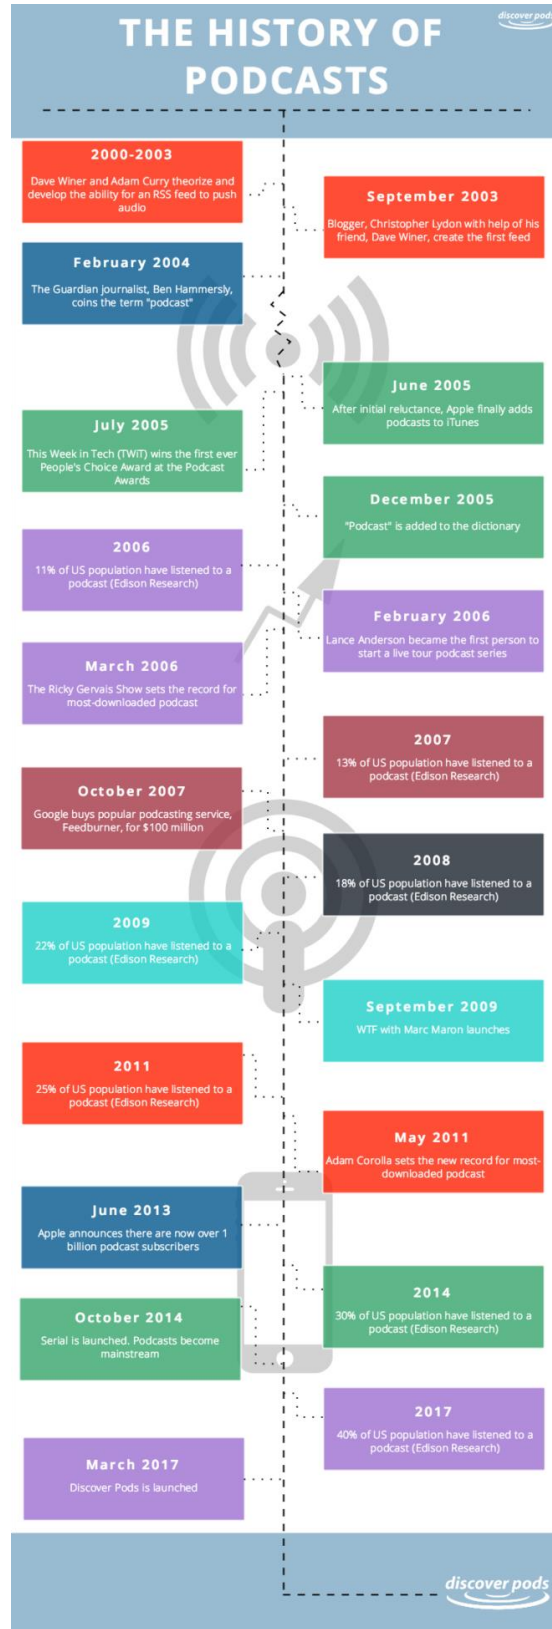 THE HISTORY OF
PODCASTS
discover pods
2000-2003
Dave Winer and Adam Curry theorize and
develop the ability for an RSS feed to push
audio
September 2003
Blogger, Christopher Lydon with help of his
friend, Dave Winer, create the first feed
February 2004
The Guardian journalist, Ben Hammersly,
coins the term "podcast"
June 2005
After initial reluctance, Apple finally adds
podcasts to iTunes
July 2005
This Week in Tech (TWiT) wins the first ever
People's Choice Award at the Podcast
Awards
December 2005
"Podcast" is added to the dictionary
2006
11% of US population have listened to a
podcast (Edison Research)
February 2006
Lance Anderson became the first person to
start a live tour podcast series
March 2006
The Ricky Gervais Show sets the record for
most-downloaded podcast
2007
13% of US population have listened to a
podcast (Edison Research)
October 2007
Google buys popular podcasting service,
Feedburner, for $100 million
2008
18% of US population have listened to a
podcast (Edison Research)
2009
22% of US population have listened to a
podcast (Edison Research)
September 2009
WTF with Marc Maron launches
2011
25% of US population have listened to a
podcast (Edison Research)
May 2011
Adam Corolla sets the new record for most-
downloaded podcast
June 2013
Apple announces there are now over 1
billion podcast subscribers
2014
30% of US population have listened to a
podcast (Edison Research)
October 2014
Serial is launched. Podcasts become
mainstream
2017
40% of US population have listened to a
podcast (Edison Research)
March 2017
Discover Pods is launched
discover pods